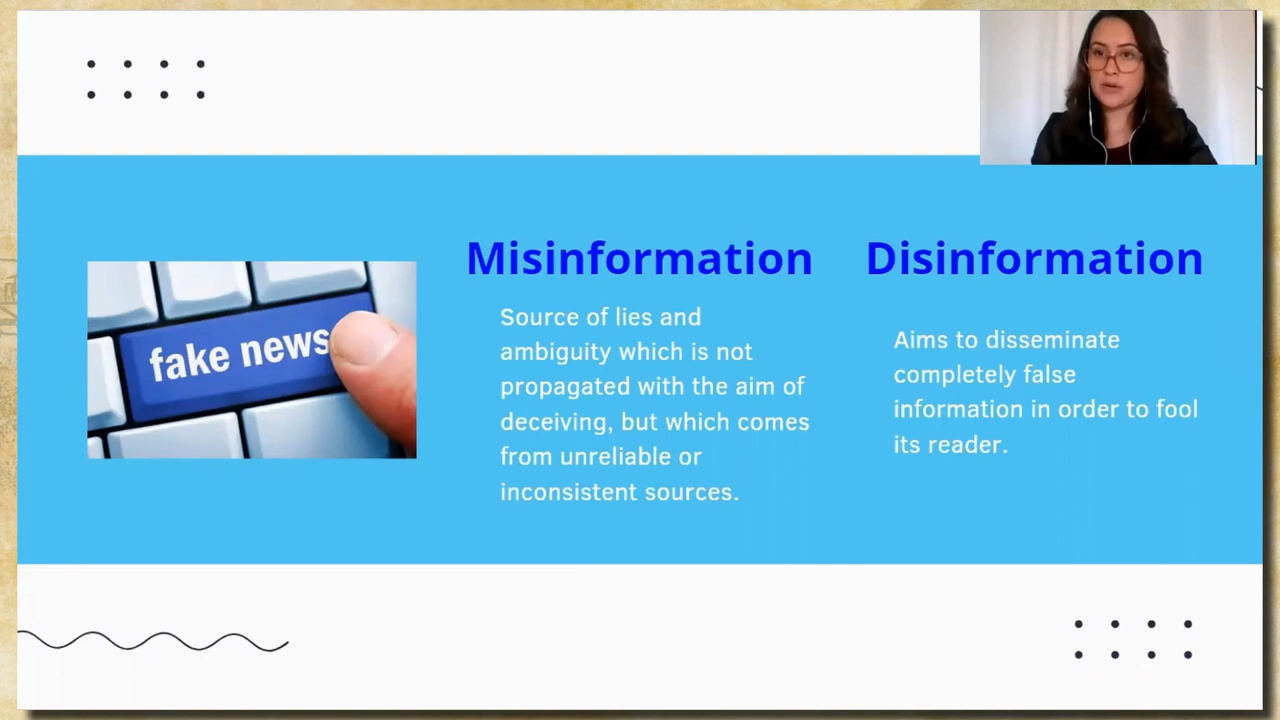 fake news
Misinformation
Source of lies and
ambiguity which is not
propagated with the aim of
deceiving, but which comes
from unreliable or
inconsistent sources.
Disinformation
Aims to disseminate
completely false
information in order to fool
its reader.